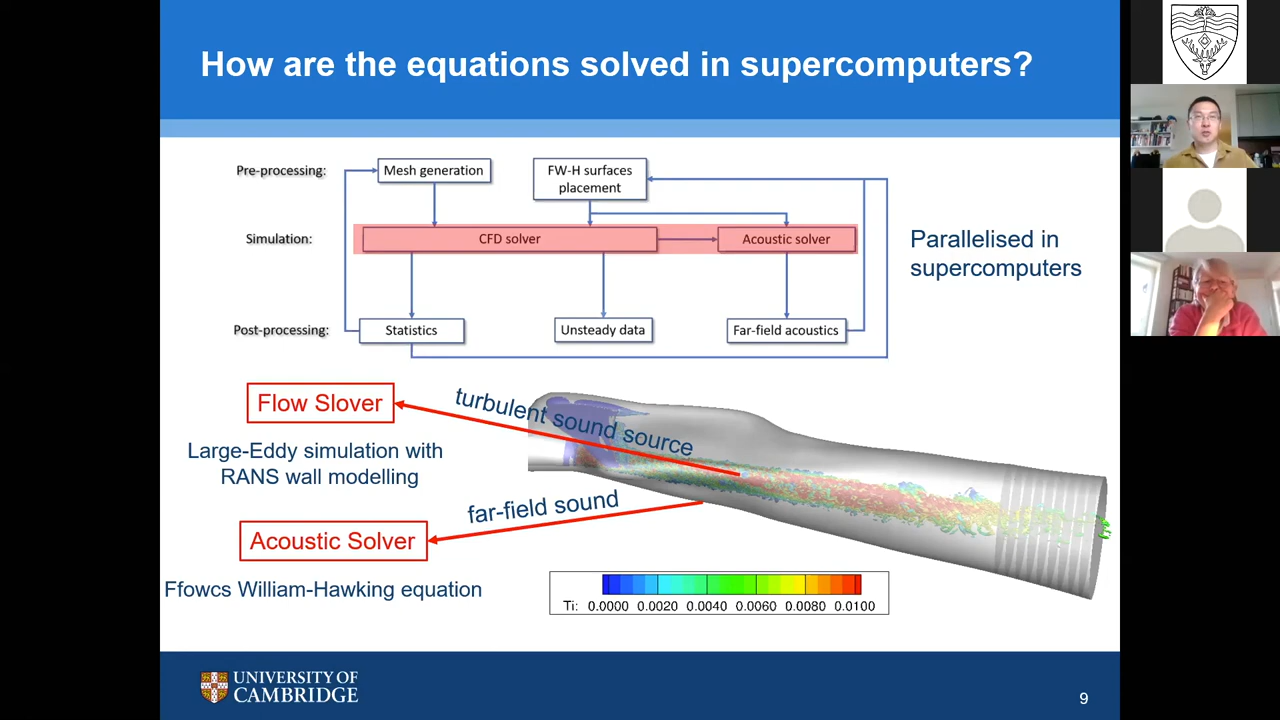 How are the equations solved in supercomputers?
Pre-processing:
Mesh generation
FW-H surfaces
placement
Simulation:
CFD solver
Acoustic solver
Parallelised in
supercomputers
Post-processing:
Statistics
Unsteady data
Far-field acoustics
Flow Slover
turbulent sound source
Large-Eddy simulation with
RANS wall modelling
far-field sound
Acoustic Solver
Ffowcs William-Hawking equation
Ti: 0.0000 0.0020 0.0040 0.0060 0.0080 0.0100
UNIVERSITY OF
CAMBRIDGE
9